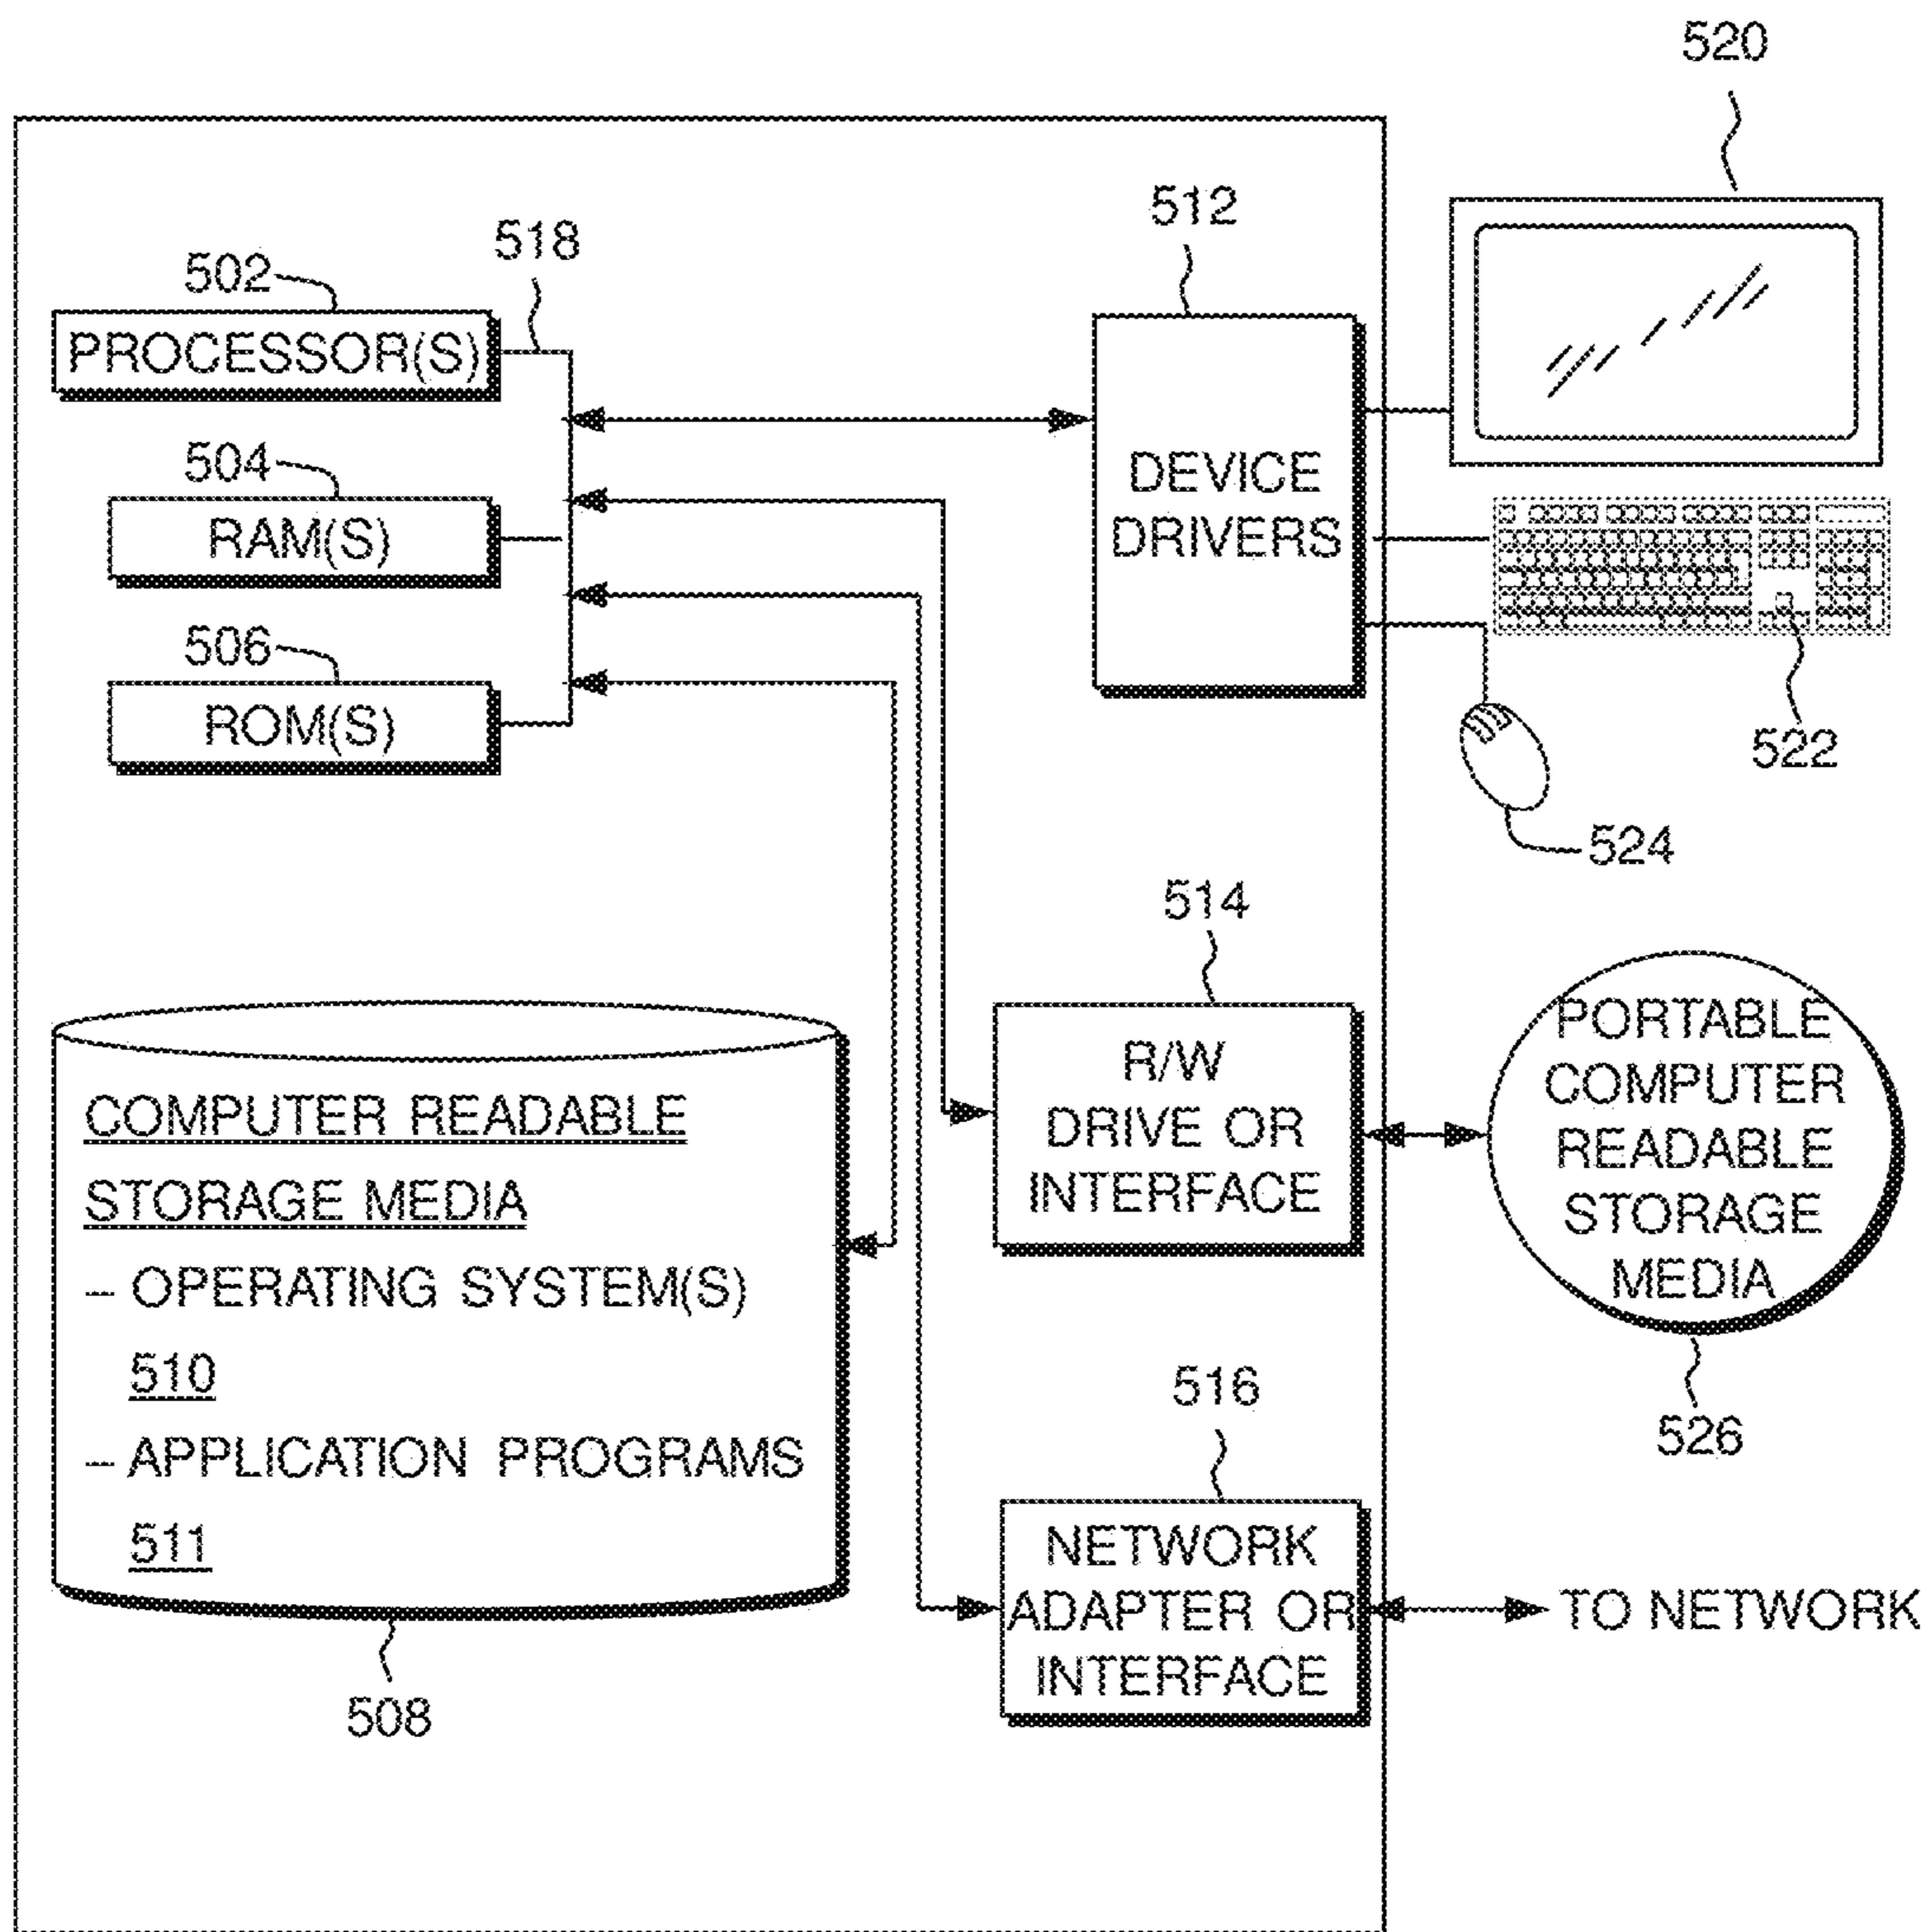 520
512
518
502
PROCESSOR(S)
504
RAM(S)
506
ROM(S)
DEVICE
DRIVERS
522
524
514
R/W
DRIVE OR
INTERFACE
PORTABLE
COMPUTER
READABLE
STORAGE
MEDIA
526
COMPUTER READABLE
STORAGE MEDIA
– OPERATING SYSTEM(S)
510
– APPLICATION PROGRAMS
511
508
516
NETWORK
ADAPTER OR
INTERFACE
TO NETWORK